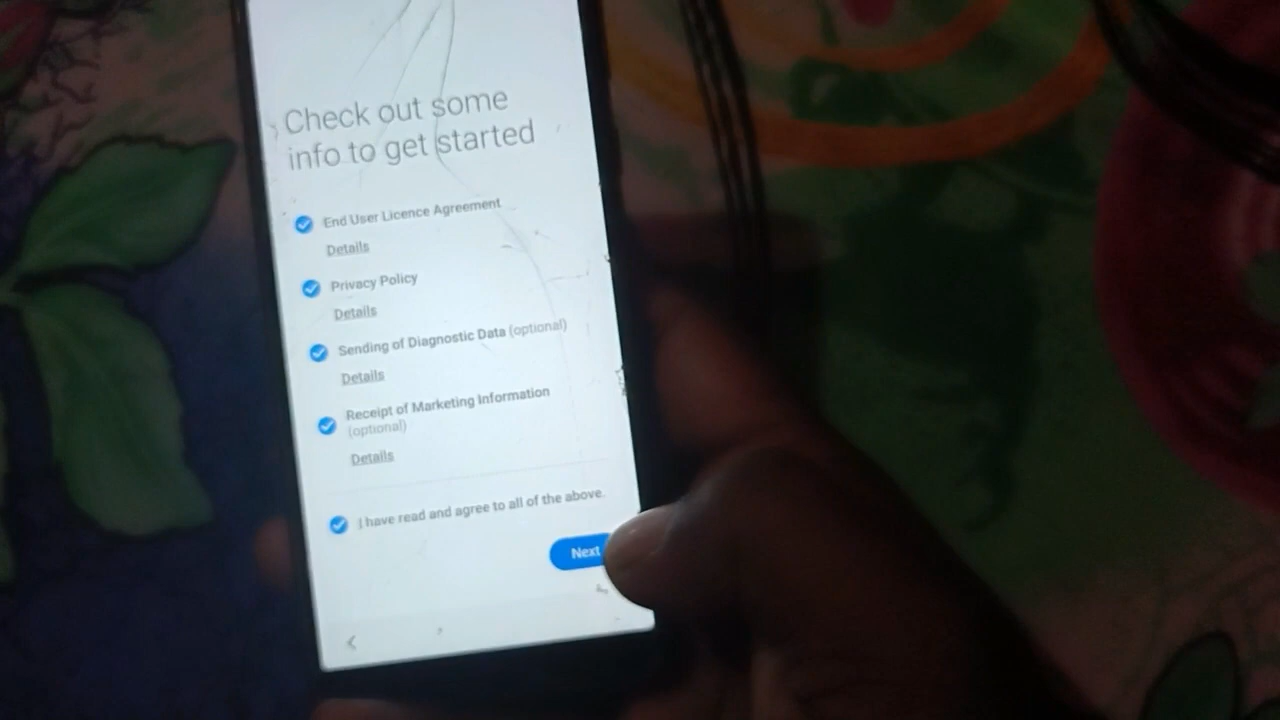 Check out some
info to get started
End User Licence Agreement
Details
Privacy Policy
Details
Sending of Diagnostic Data (optional)
Details
Receipt of Marketing Information
(optional)
Details
I have read and agree to all of the above.
Next